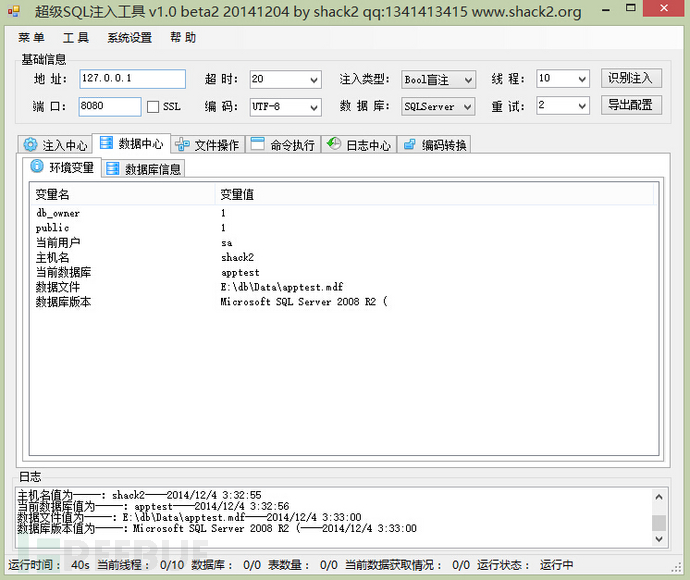 超级SQL注入工具 v1.0 beta2 20141204 by shack2 qq:1341413415 www.shack2.org
菜单 工具 系统设置 帮助
基础信息
地址: 127.0.0.1 超时: 20 注入类型: Bool盲注 线程: 10 识别注入
端口: 8080 SSL 编码: UTF-8 数据库: SQLServer 重试: 2 导出配置
注入中心 数据中心 文件操作 命令执行 日志中心 编码转换
环境变量 数据库信息
变量名 变量值
db_owner 1
public 1
当前用户 sa
主机名 shack2
当前数据库 apptest
数据文件 E:\db\Data\apptest.mdf
数据库版本 Microsoft SQL Server 2008 R2 (
日志
主机名值为----: shack2---2014/12/4 3:32:55
当前数据库值为----: apptest---2014/12/4 3:32:56
数据文件值为----: E:\db\Data\apptest.mdf---2014/12/4 3:33:00
数据库版本值为----: Microsoft SQL Server 2008 R2 (---2014/12/4 3:33:00
FREEBUF
运行时间: 40s 当前线程: 0/10 数据库: 0/0 表数量: 0/0 当前数据获取情况: 0/0 运行状态: 运行中